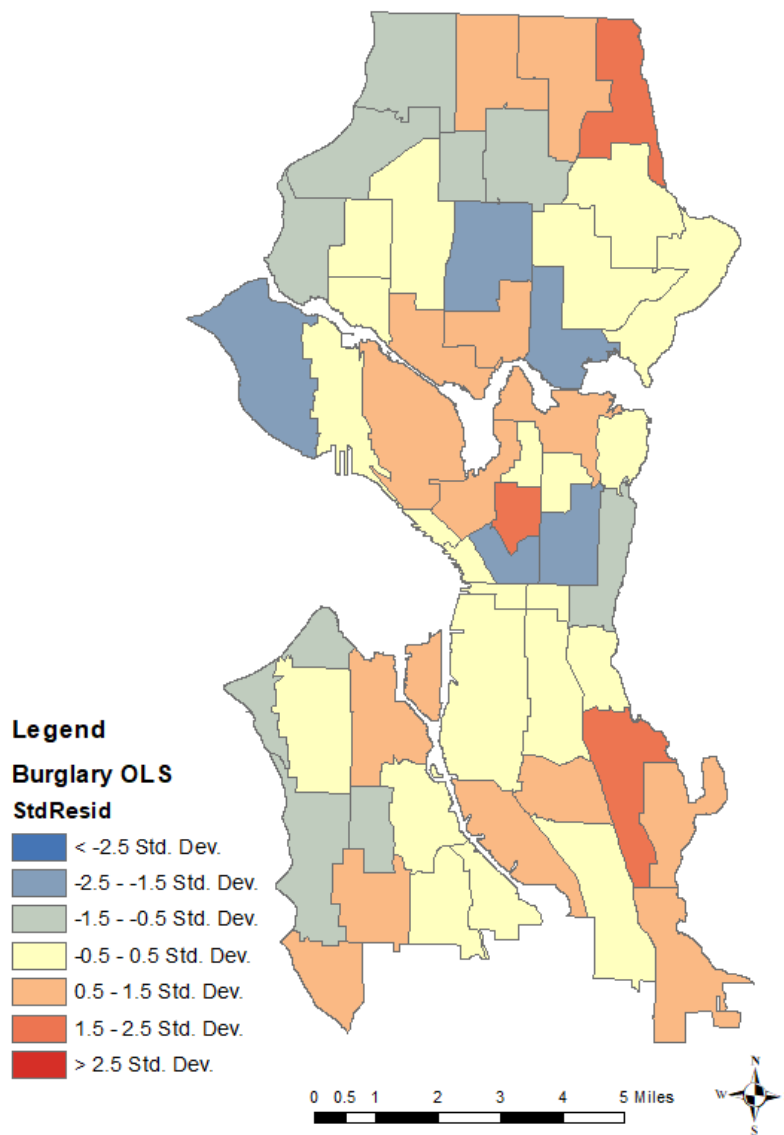 Legend
Burglary OLS
StdResid
< -2.5 Std. Dev.
-2.5 - -1.5 Std. Dev.
-1.5 - -0.5 Std. Dev.
-0.5 - 0.5 Std. Dev.
0.5 - 1.5 Std. Dev.
1.5 - 2.5 Std. Dev.
> 2.5 Std. Dev.
0 0.5 1 2 3 4 5 Miles
N
W E
S